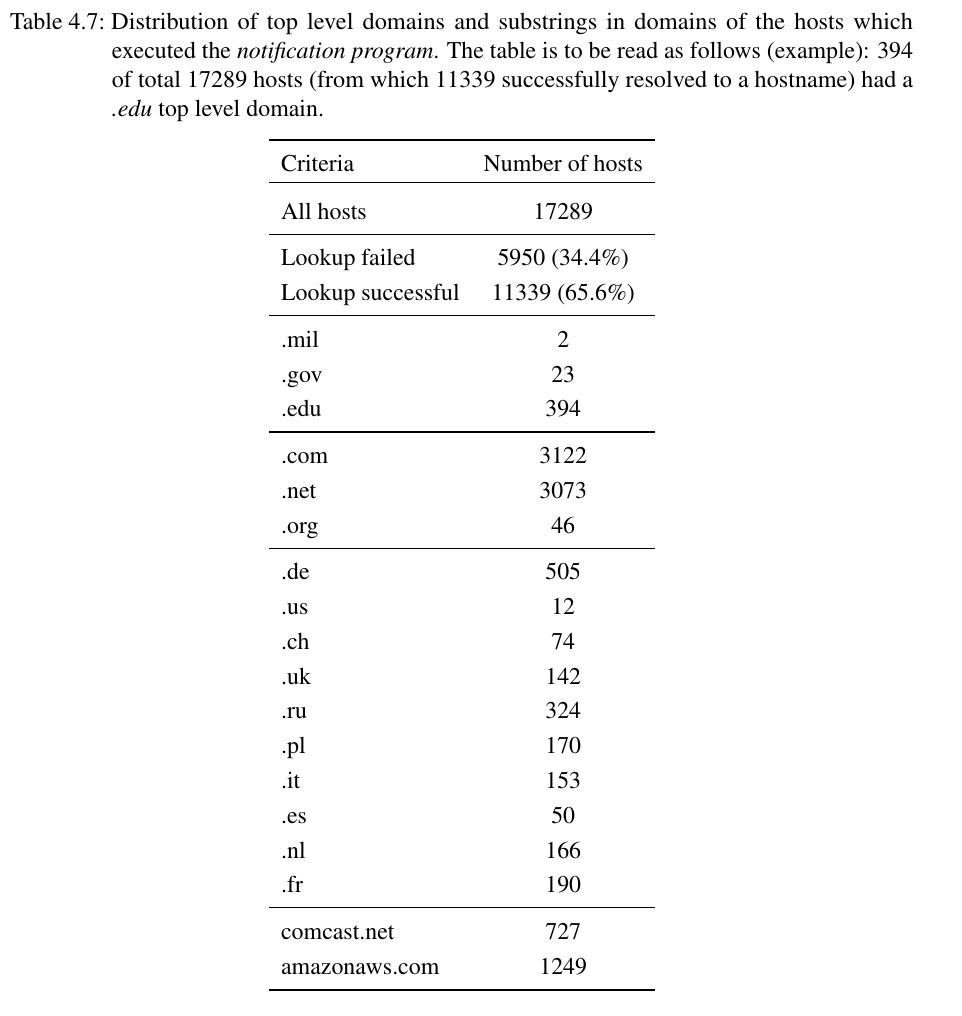 Table 4.7: Distribution of top level domains and substrings in domains of the hosts which
executed the notification program. The table is to be read as follows (example): 394
of total 17289 hosts (from which 11339 successfully resolved to a hostname) had a
.edu top level domain.
Criteria Number of hosts
All hosts 17289
Lookup failed 5950 (34.4%)
Lookup successful 11339 (65.6%)
.mil 2
.gov 23
.edu 394
.com 3122
.net 3073
.org 46
.de 505
.us 12
.ch 74
.uk 142
.ru 324
.pl 170
.it 153
.es 50
.nl 166
.fr 190
comcast.net 727
amazonaws.com 1249